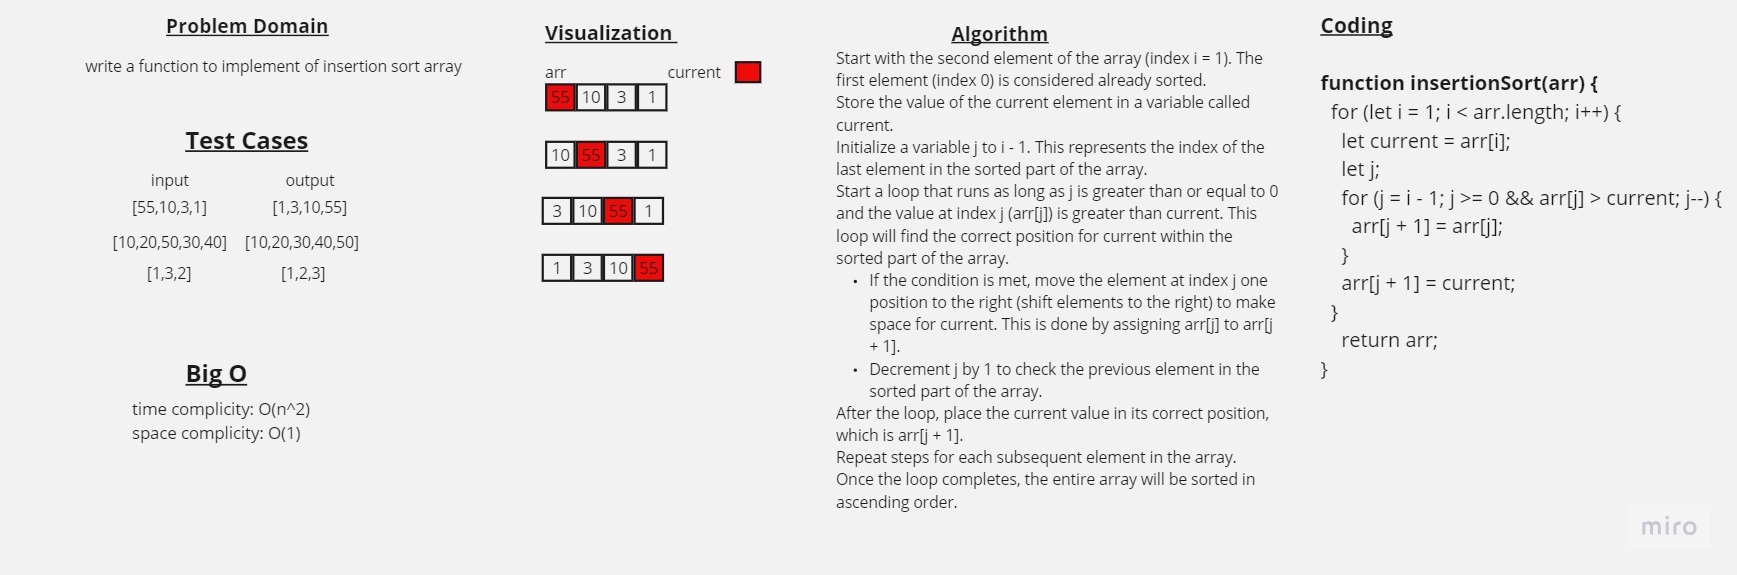 Problem Domain
write a function to implement of insertion sort array
Test Cases
input output
[55,10,3,1] [1,3,10,55]
[10,20,50,30,40] [10,20,30,40,50]
[1,3,2] [1,2,3]
Big O
time complicity: O(n^2)
space complicity: O(1)
Visualization
arr current
55 10 3 1
10 55 3 1
3 10 55 1
1 3 10 55
Algorithm
Start with the second element of the array (index i = 1). The
first element (index 0) is considered already sorted.
Store the value of the current element in a variable called
current.
Initialize a variable j to i - 1. This represents the index of the
last element in the sorted part of the array.
Start a loop that runs as long as j is greater than or equal to 0
and the value at index j (arr[j]) is greater than current. This
loop will find the correct position for current within the
sorted part of the array.
• If the condition is met, move the element at index j one
position to the right (shift elements to the right) to make
space for current. This is done by assigning arr[j] to arr[j
+ 1].
• Decrement j by 1 to check the previous element in the
sorted part of the array.
After the loop, place the current value in its correct position,
which is arr[j + 1].
Repeat steps for each subsequent element in the array.
Once the loop completes, the entire array will be sorted in
ascending order.
Coding
function insertionSort(arr) {
for (let i = 1; i < arr.length; i++) {
let current = arr[i];
let j;
for (j = i - 1; j >= 0 && arr[j] > current; j--) {
arr[j + 1] = arr[j];
}
arr[j + 1] = current;
}
return arr;
}
miro